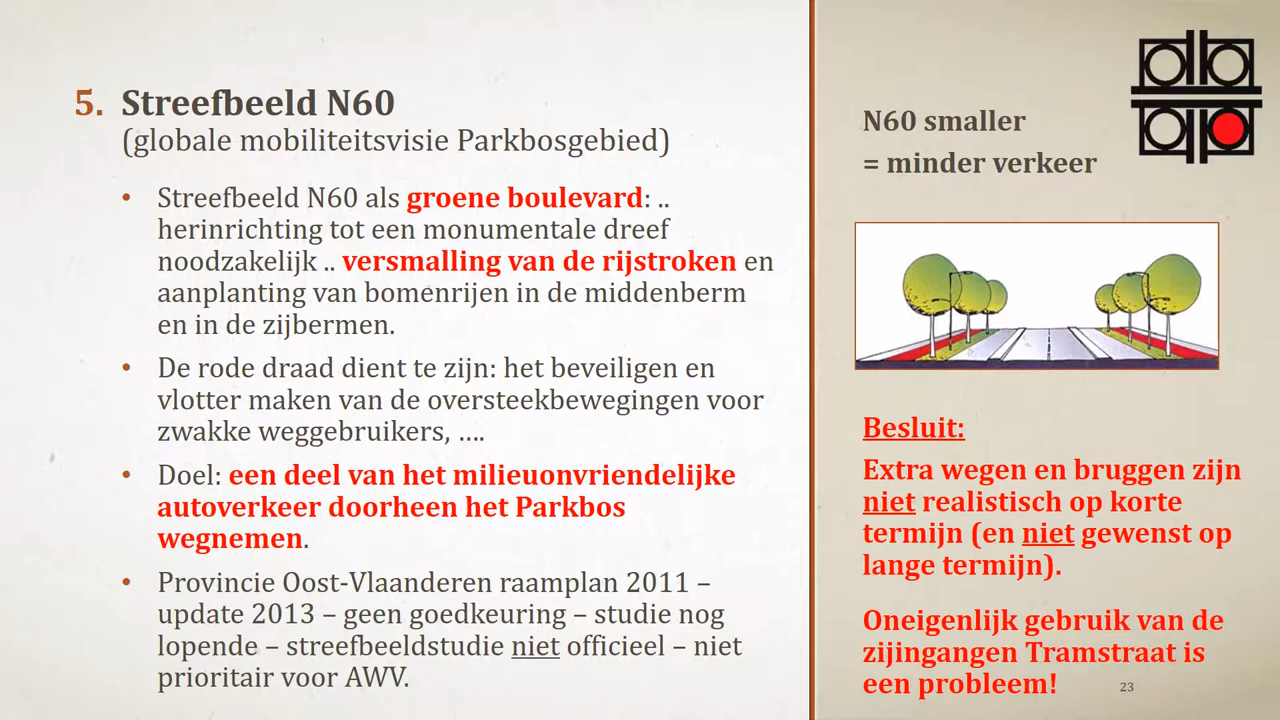 5. Streefbeeld N60
(globale mobiliteitsvisie Parkbosgebied)
• Streefbeeld N60 als groene boulevard: ..
herinrichting tot een monumentale dreef
noodzakelijk .. versmalling van de rijstroken en
aanplanting van bomenrijen in de middenberm
en in de zijbermen.
• De rode draad dient te zijn: het beveiligen en
vlotter maken van de oversteekbewegingen voor
zwakke weggebruikers, ....
• Doel: een deel van het milieuonvriendelijke
autoverkeer doorheen het Parkbos
wegnemen.
• Provincie Oost-Vlaanderen raamplan 2011 –
update 2013 – geen goedkeuring – studie nog
lopende – streefbeeldstudie niet officieel – niet
prioritair voor AWV.
N60 smaller
= minder verkeer
Besluit:
Extra wegen en bruggen zijn
niet realistisch op korte
termijn (en niet gewenst op
lange termijn).
Oneigenlijk gebruik van de
zijingangen Tramstraat is
een probleem!
23